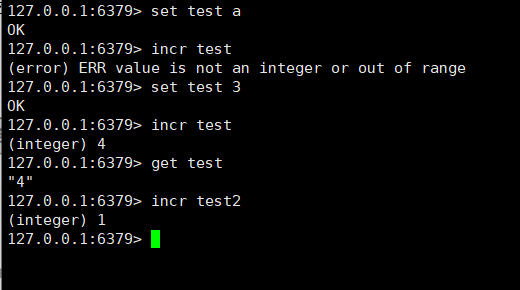 127.0.0.1:6379> set test a
OK
127.0.0.1:6379> incr test
(error) ERR value is not an integer or out of range
127.0.0.1:6379> set test 3
OK
127.0.0.1:6379> incr test
(integer) 4
127.0.0.1:6379> get test
"4"
127.0.0.1:6379> incr test2
(integer) 1
127.0.0.1:6379>